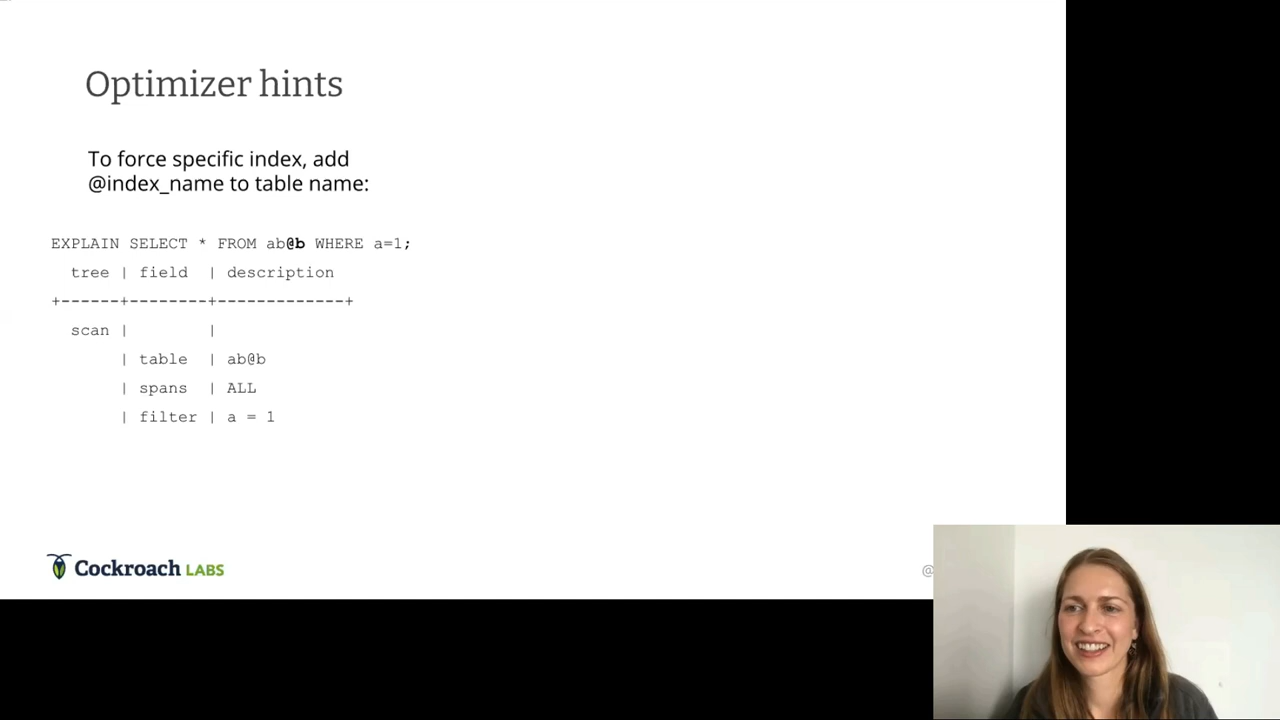 Optimizer hints
To force specific index, add
@index_name to table name:
EXPLAIN SELECT * FROM ab@b WHERE a=1;
tree | field | description
+------+--------+-------------+
scan | |
| table | ab@b
| spans | ALL
| filter | a = 1
Cockroach LABS
@